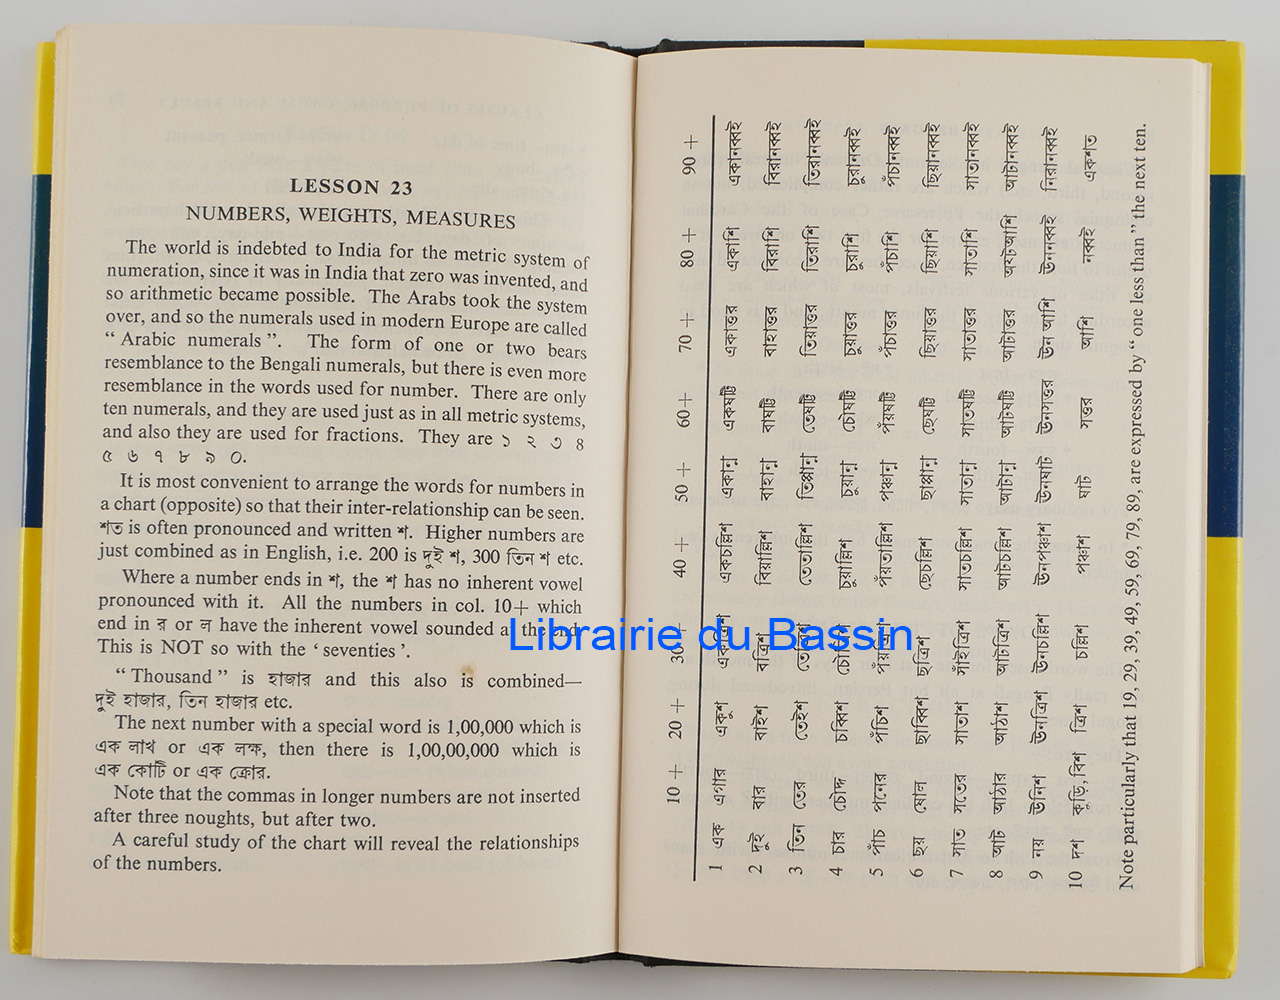 LESSON 23
NUMBERS, WEIGHTS, MEASURES
The world is indebted to India for the metric system of
numeration, since it was in India that zero was invented, and
so arithmetic became possible. The Arabs took the system
over, and so the numerals used in modern Europe are called
“ Arabic numerals ”. The form of one or two bears
resemblance to the Bengali numerals, but there is even more
resemblance in the words used for number. There are only
ten numerals, and they are used just as in all metric systems,
and also they are used for fractions. They are ১ ২ ৩ ৪
৫ ৬ ৭ ৮ ৯ ০.
It is most convenient to arrange the words for numbers in
a chart (opposite) so that their inter-relationship can be seen.
শত is often pronounced and written শ. Higher numbers are
just combined as in English, i.e. 200 is দুই শ, 300 তিন শ etc.
Where a number ends in শ, the শ has no inherent vowel
pronounced with it. All the numbers in col. 10+ which
end in র or ল have the inherent vowel sounded at the end.
This is NOT so with the ‘ seventies ’.
“ Thousand ” is হাজার and this also is combined—
দুই হাজার, তিন হাজার etc.
The next number with a special word is 1,00,000 which is
এক লাখ or এক লক্ষ, then there is 1,00,00,000 which is
এক কোটি or এক ক্রোর.
Note that the commas in longer numbers are not inserted
after three noughts, but after two.
A careful study of the chart will reveal the relationships
of the numbers.
10 + 20 + 30 + 40 + 50 + 60 + 70 + 80 + 90 +
1 এক এগার একুশ একত্রিশ একচল্লিশ একান্ন একষট্টি একাত্তর একাশি একানব্বই
2 দুই বার বাইশ বত্রিশ বিয়াল্লিশ বাহান্ন বাষট্টি বাহাত্তর বিরাশি বিরানব্বই
3 তিন তের তেইশ তেত্রিশ তেতাল্লিশ তিপ্পান্ন তেষট্টি তিয়াত্তর তিরাশি তিরানব্বই
4 চার চোদ্দ চব্বিশ চৌত্রিশ চুয়াল্লিশ চুয়ান্ন চৌষট্টি চুয়াত্তর চুরাশি চুরানব্বই
5 পাঁচ পনের পঁচিশ পঁয়ত্রিশ পঁয়তাল্লিশ পঞ্চান্ন পঁয়ষট্টি পঁচাত্তর পঁচাশি পঁচানব্বই
6 ছয় ষোল ছাব্বিশ ছত্রিশ ছেচল্লিশ ছাপ্পান্ন ছেষট্টি ছিয়াত্তর ছিয়াশি ছিয়ানব্বই
7 সাত সতের সাতাশ সাঁইত্রিশ সাতচল্লিশ সাতান্ন সাতষট্টি সাতাত্তর সাতাশি সাতানব্বই
8 আট আঠার আঠাশ আটত্রিশ আটচল্লিশ আটান্ন আটষট্টি আটাত্তর অষ্টআশি আটানব্বই
9 নয় উনিশ উনত্রিশ উনচল্লিশ উনপঞ্চাশ উনষাট উনসত্তর উন আশি উননব্বই নিরানব্বই
10 দশ কুড়ি, বিশ ত্রিশ চল্লিশ পঞ্চাশ ষাট সত্তর আশি নব্বই একশত
Note particularly that 19, 29, 39, 49, 59, 69, 79, 89, are expressed by “ one less than ” the next ten.
Librairie du Bassin